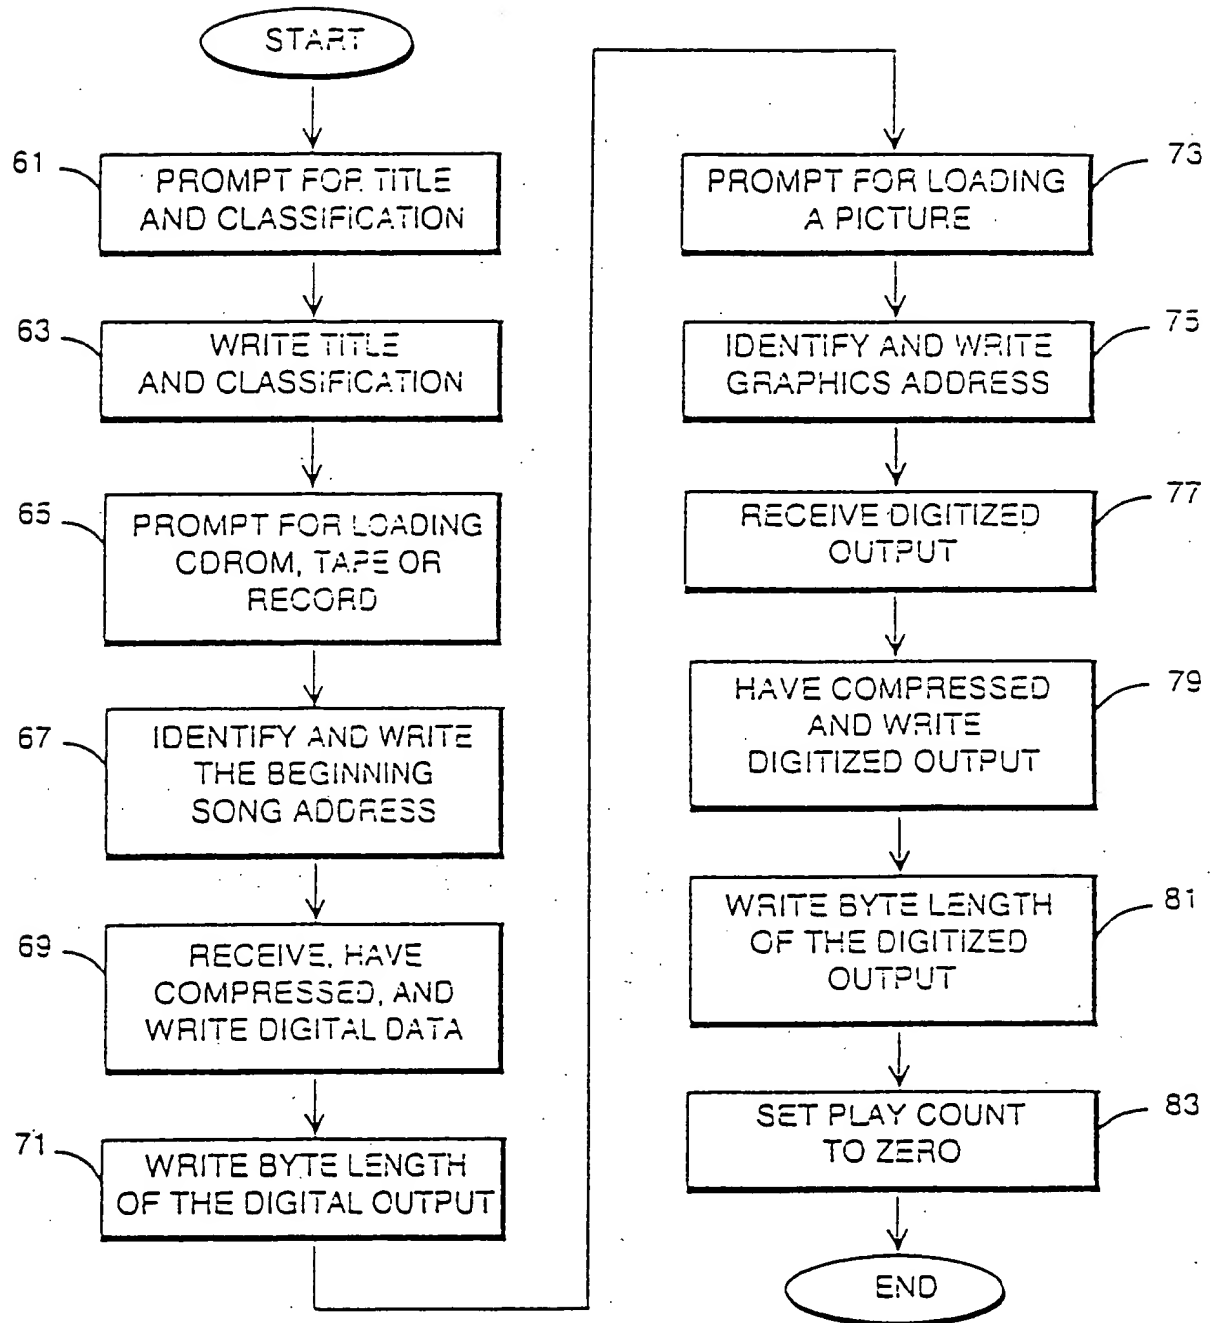 START
61
PROMPT FOR TITLE
AND CLASSIFICATION
63
WRITE TITLE
AND CLASSIFICATION
65
PROMPT FOR LOADING
CDROM, TAPE OR
RECORD
67
IDENTIFY AND WRITE
THE BEGINNING
SONG ADDRESS
69
RECEIVE, HAVE
COMPRESSED, AND
WRITE DIGITAL DATA
71
WRITE BYTE LENGTH
OF THE DIGITAL OUTPUT
73
PROMPT FOR LOADING
A PICTURE
75
IDENTIFY AND WRITE
GRAPHICS ADDRESS
77
RECEIVE DIGITIZED
OUTPUT
79
HAVE COMPRESSED
AND WRITE
DIGITIZED OUTPUT
81
WRITE BYTE LENGTH
OF THE DIGITIZED
OUTPUT
83
SET PLAY COUNT
TO ZERO
END